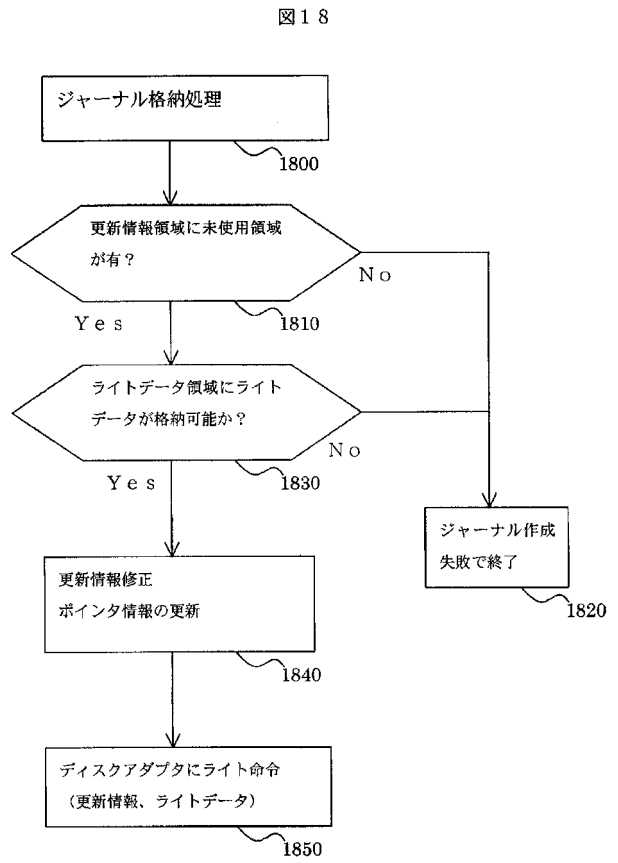 図１８
ジャーナル格納処理
1800
更新情報領域に未使用領域
が有？
No
1810
Yes
ライトデータ領域にライト
データが格納可能か？
No
1830
Yes
ジャーナル作成
失敗で終了
1820
更新情報修正
ポインタ情報の更新
1840
ディスクアダプタにライト命令
（更新情報、ライトデータ）
1850